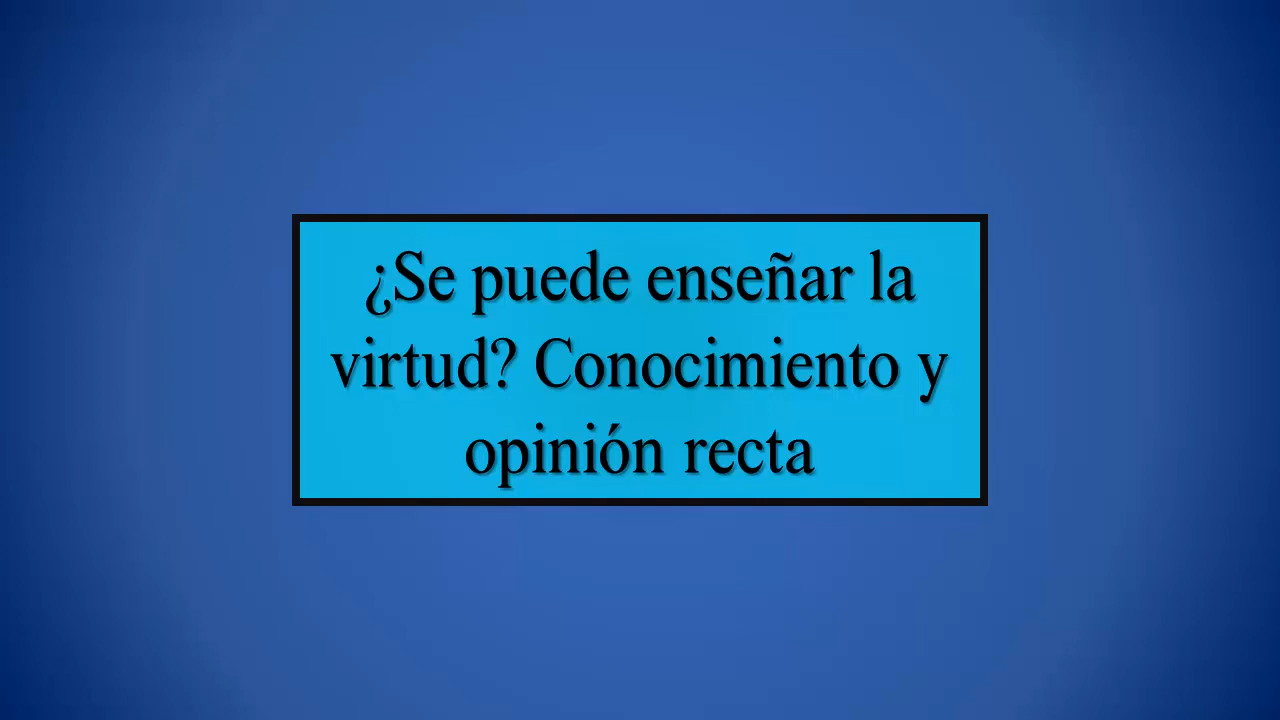 ¿Se puede enseñar la
virtud? Conocimiento y
opinión recta